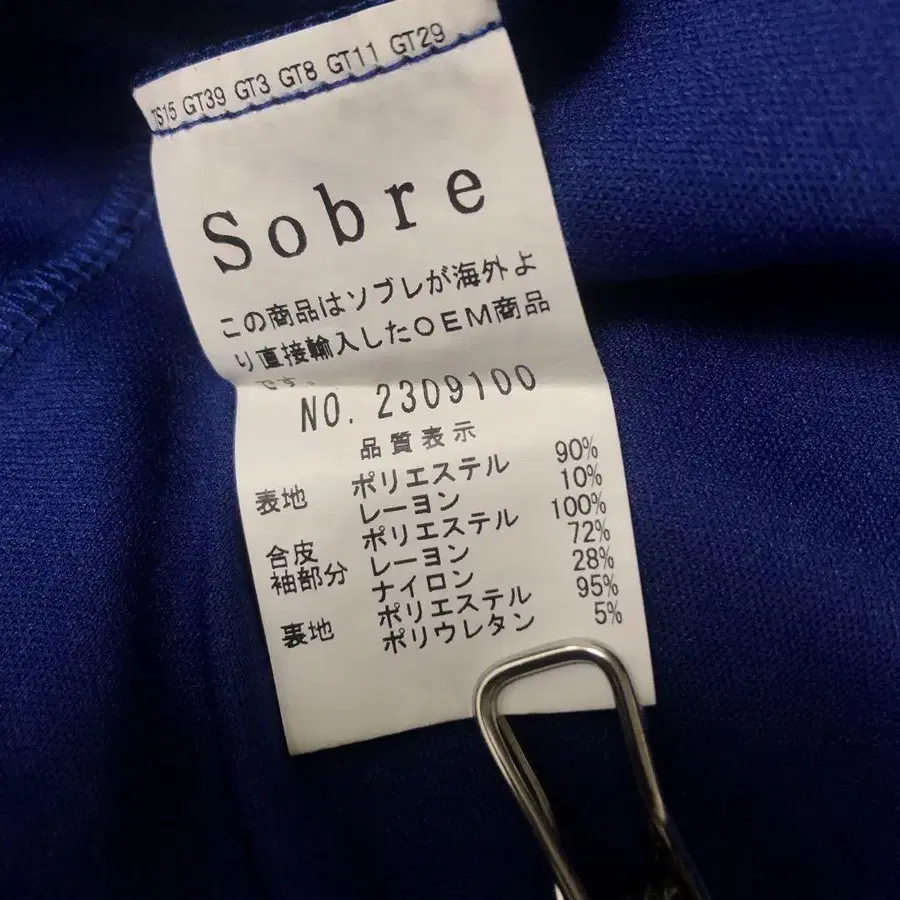 TS15 GT39 GT3 GT8 GT11 GT29
Sobre
この商品はソブレが海外よ
り直接輸入したOEM商品
です。
NO. 2309100
品質表示
表地 ポリエステル 90%
レーヨン 10%
合皮 ポリエステル 100%
袖部分 レーヨン 72%
ナイロン 28%
裏地 ポリエステル 95%
ポリウレタン 5%